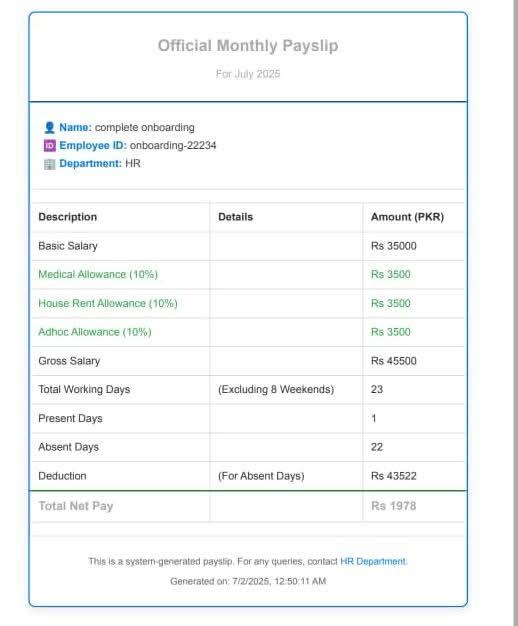 Official Monthly Payslip
For July 2025
Name: complete onboarding
ID Employee ID: onboarding-22234
Department: HR
Description Details Amount (PKR)
Basic Salary Rs 35000
Medical Allowance (10%) Rs 3500
House Rent Allowance (10%) Rs 3500
Adhoc Allowance (10%) Rs 3500
Gross Salary Rs 45500
Total Working Days (Excluding 8 Weekends) 23
Present Days 1
Absent Days 22
Deduction (For Absent Days) Rs 43522
Total Net Pay Rs 1978
This is a system-generated payslip. For any queries, contact HR Department.
Generated on: 7/2/2025, 12:50:11 AM